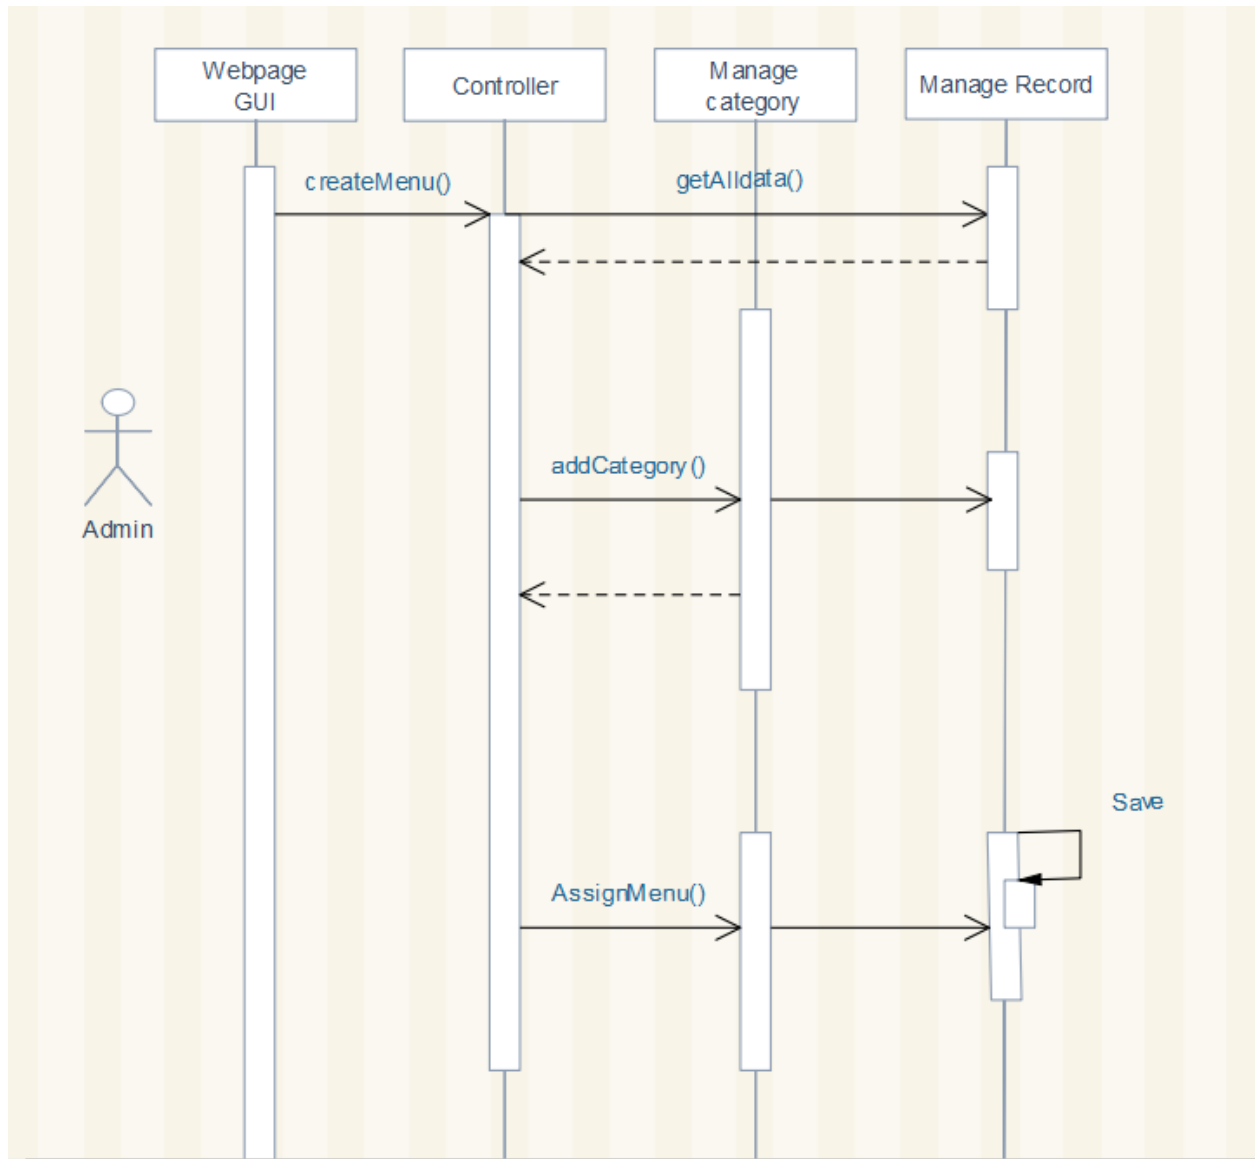 Webpage
GUI
Controller
Manage
category
Manage Record
createMenu()
getAlldata()
addCategory()
Admin
Save
AssignMenu()